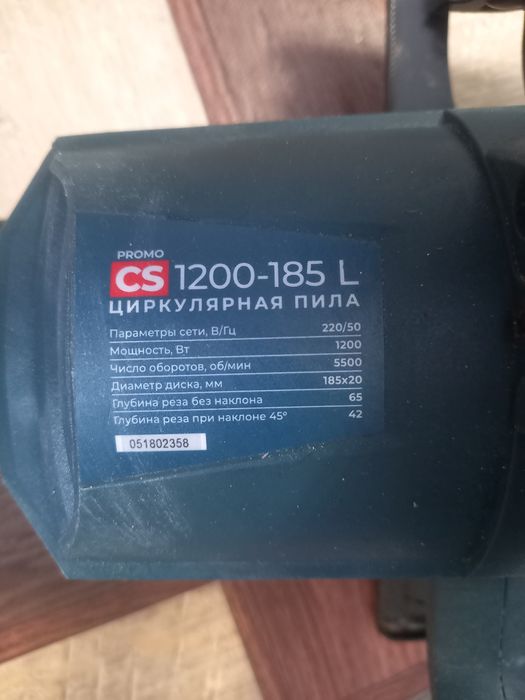 PROMO
CS 1200-185 L
ЦИРКУЛЯРНАЯ ПИЛА
Параметры сети, В/Гц 220/50
Мощность, Вт 1200
Число оборотов, об/мин 5500
Диаметр диска, мм 185x20
Глубина реза без наклона 65
Глубина реза при наклоне 45° 42
051802358